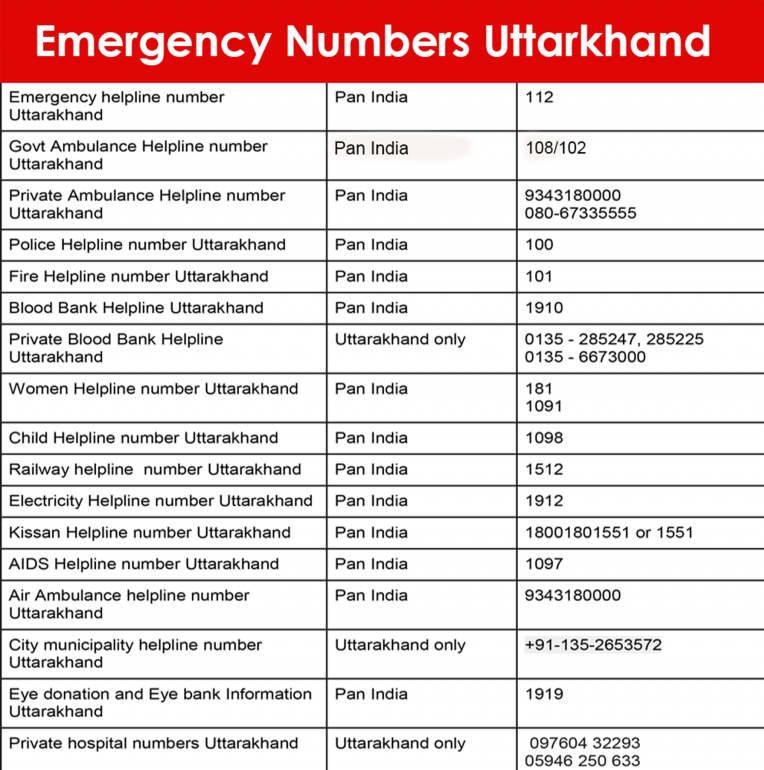 Emergency Numbers Uttarkhand
Emergency helpline number Pan India 112
Uttarakhand
Govt Ambulance Helpline number Pan India 108/102
Uttarakhand
Private Ambulance Helpline number Pan India 9343180000
Uttarakhand 080-67335555
Police Helpline number Uttarakhand Pan India 100
Fire Helpline number Uttarakhand Pan India 101
Blood Bank Helpline Uttarakhand Pan India 1910
Private Blood Bank Helpline Uttarakhand only 0135 - 285247, 285225
Uttarakhand 0135 - 6673000
Women Helpline number Uttarakhand Pan India 181
1091
Child Helpline number Uttarakhand Pan India 1098
Railway helpline  number Uttarakhand Pan India 1512
Electricity Helpline number Uttarakhand Pan India 1912
Kissan Helpline number Uttarakhand Pan India 18001801551 or 1551
AIDS Helpline number Uttarakhand Pan India 1097
Air Ambulance helpline number Pan India 9343180000
Uttarakhand
City municipality helpline number Uttarakhand only +91-135-2653572
Uttarakhand
Eye donation and Eye bank Information Pan India 1919
Uttarakhand
Private hospital numbers Uttarakhand Uttarakhand only 097604 32293
05946 250 633